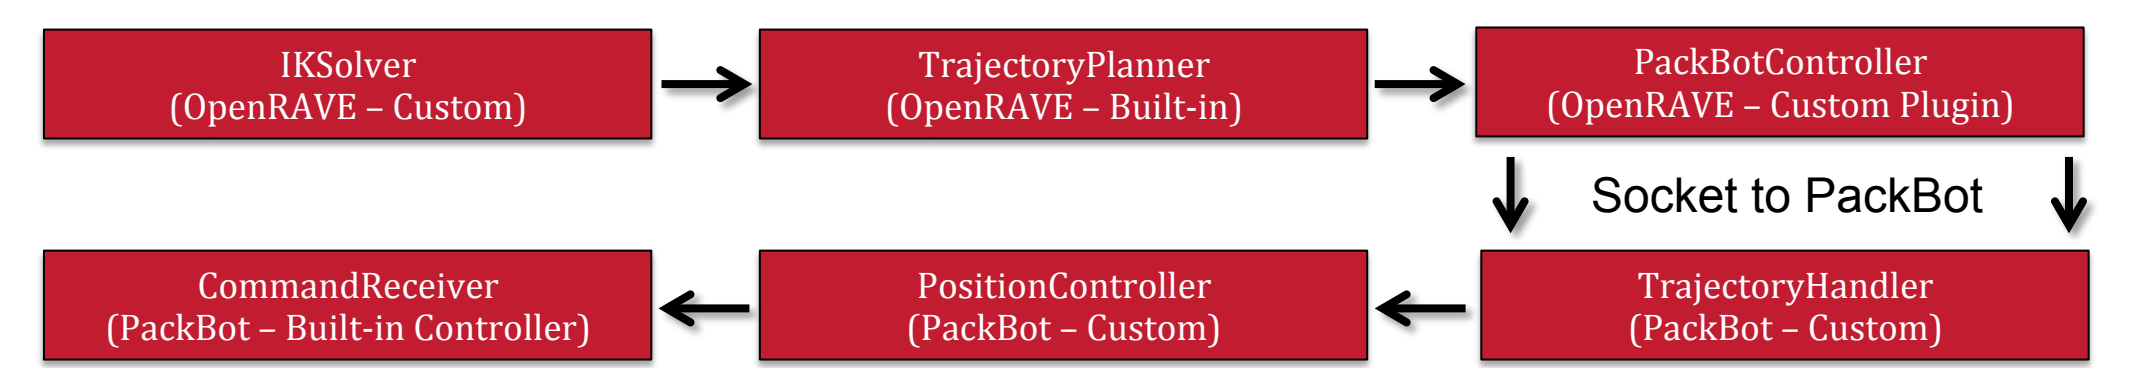 IKSolver
(OpenRAVE – Custom)
TrajectoryPlanner
(OpenRAVE – Built-in)
PackBotController
(OpenRAVE – Custom Plugin)
Socket to PackBot
CommandReceiver
(PackBot – Built-in Controller)
PositionController
(PackBot – Custom)
TrajectoryHandler
(PackBot – Custom)